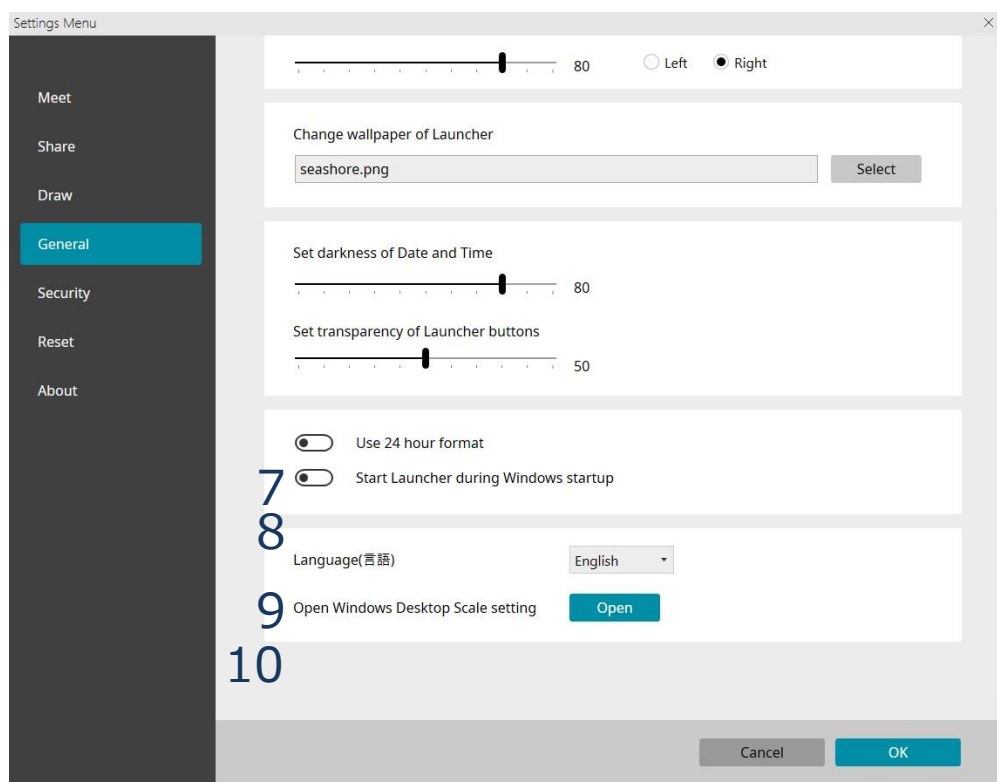 Settings Menu
Meet
Share
Draw
General
Security
Reset
About
80 Left Right
Change wallpaper of Launcher
seashore.png Select
Set darkness of Date and Time
80
Set transparency of Launcher buttons
50
Use 24 hour format
7 Start Launcher during Windows startup
8
Language(言語) English
9 Open Windows Desktop Scale setting Open
10
Cancel OK